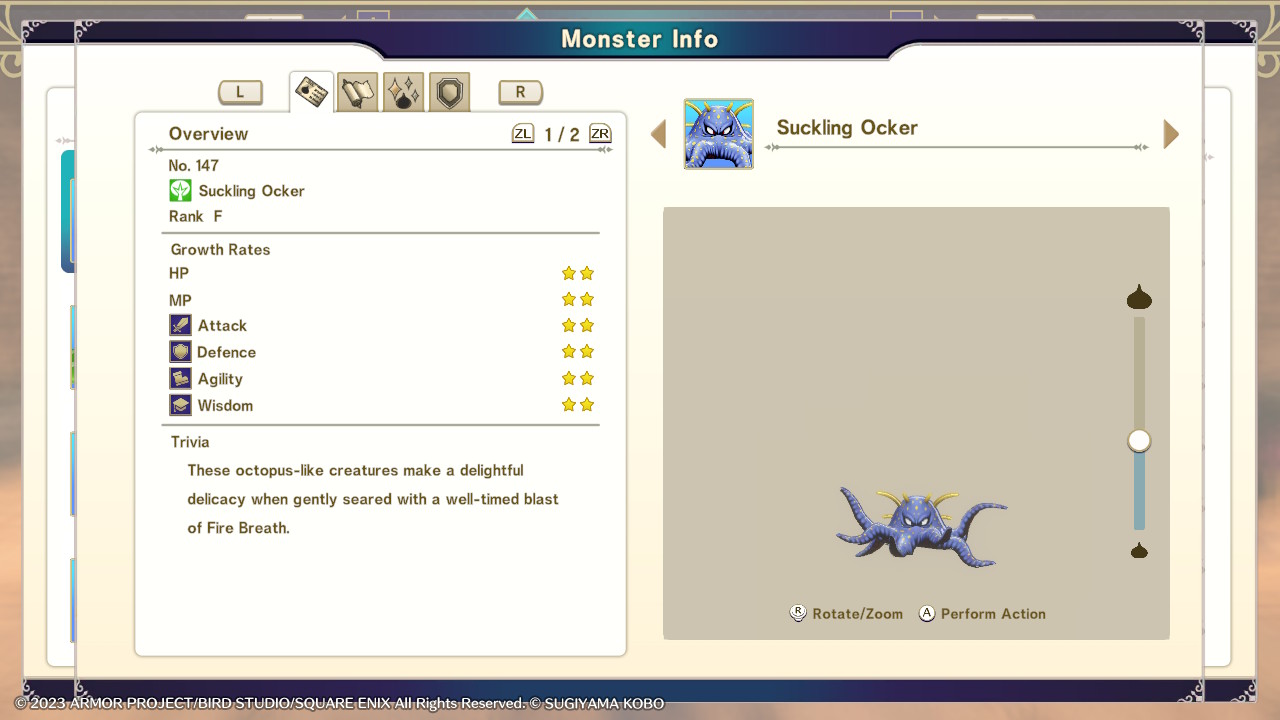 Monster Info
L
R
Overview
ZL 1 / 2 ZR
No. 147
Suckling Ocker
Rank F
Growth Rates
HP
MP
Attack
Defence
Agility
Wisdom
Trivia
These octopus-like creatures make a delightful
delicacy when gently seared with a well-timed blast
of Fire Breath.
Suckling Ocker
R Rotate/Zoom A Perform Action
© 2023 ARMOR PROJECT/BIRD STUDIO/SQUARE ENIX All Rights Reserved. © SUGIYAMA KOBO